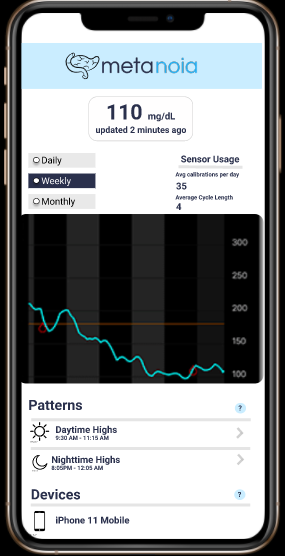 metanoia
110 mg/dL
updated 2 minutes ago
Daily
Weekly
Monthly
Sensor Usage
Avg calibrations per day
35
Average Cycle Length
4
300
250
200
150
100
Patterns
?
Daytime Highs
9:30 AM - 11:15 AM
Nighttime Highs
8:05PM - 12:05 AM
Devices
?
iPhone 11 Mobile